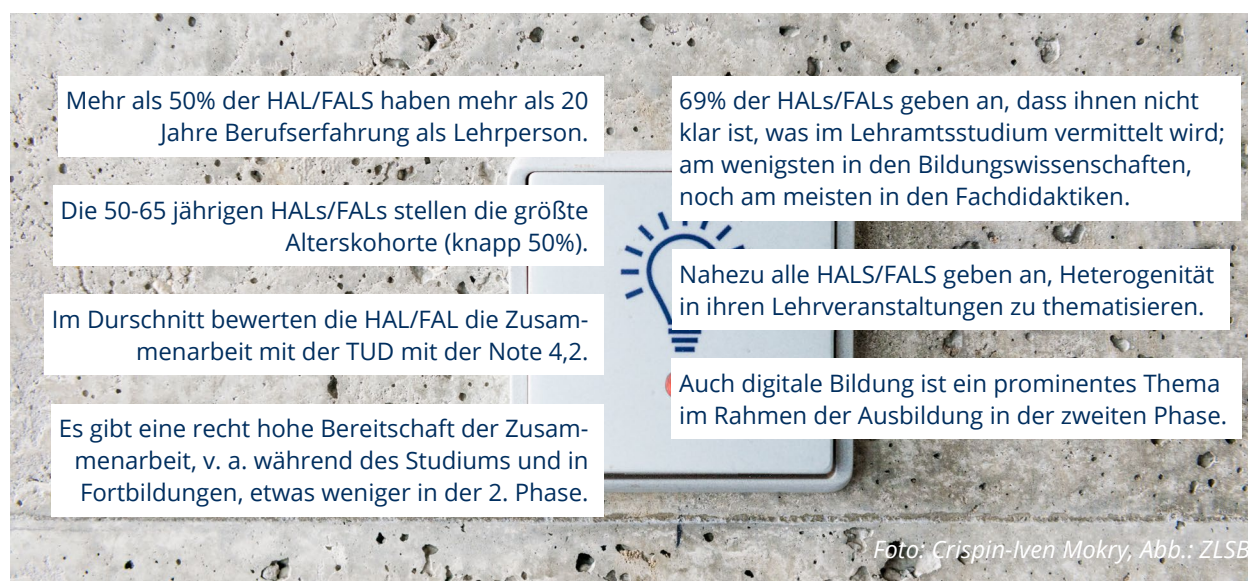 Mehr als 50% der HAL/FALS haben mehr als 20
Jahre Berufserfahrung als Lehrperson.
Die 50-65 jährigen HALs/FALs stellen die größte
Alterskohorte (knapp 50%).
Im Durschnitt bewerten die HAL/FAL die Zusam-
menarbeit mit der TUD mit der Note 4,2.
Es gibt eine recht hohe Bereitschaft der Zusam-
menarbeit, v. a. während des Studiums und in
Fortbildungen, etwas weniger in der 2. Phase.
69% der HALs/FALs geben an, dass ihnen nicht
klar ist, was im Lehramtsstudium vermittelt wird;
am wenigsten in den Bildungswissenschaften,
noch am meisten in den Fachdidaktiken.
Nahezu alle HALS/FALS geben an, Heterogenität
in ihren Lehrveranstaltungen zu thematisieren.
Auch digitale Bildung ist ein prominentes Thema
im Rahmen der Ausbildung in der zweiten Phase.
Foto: Crispin-Iven Mokry, Abb.: ZLSB